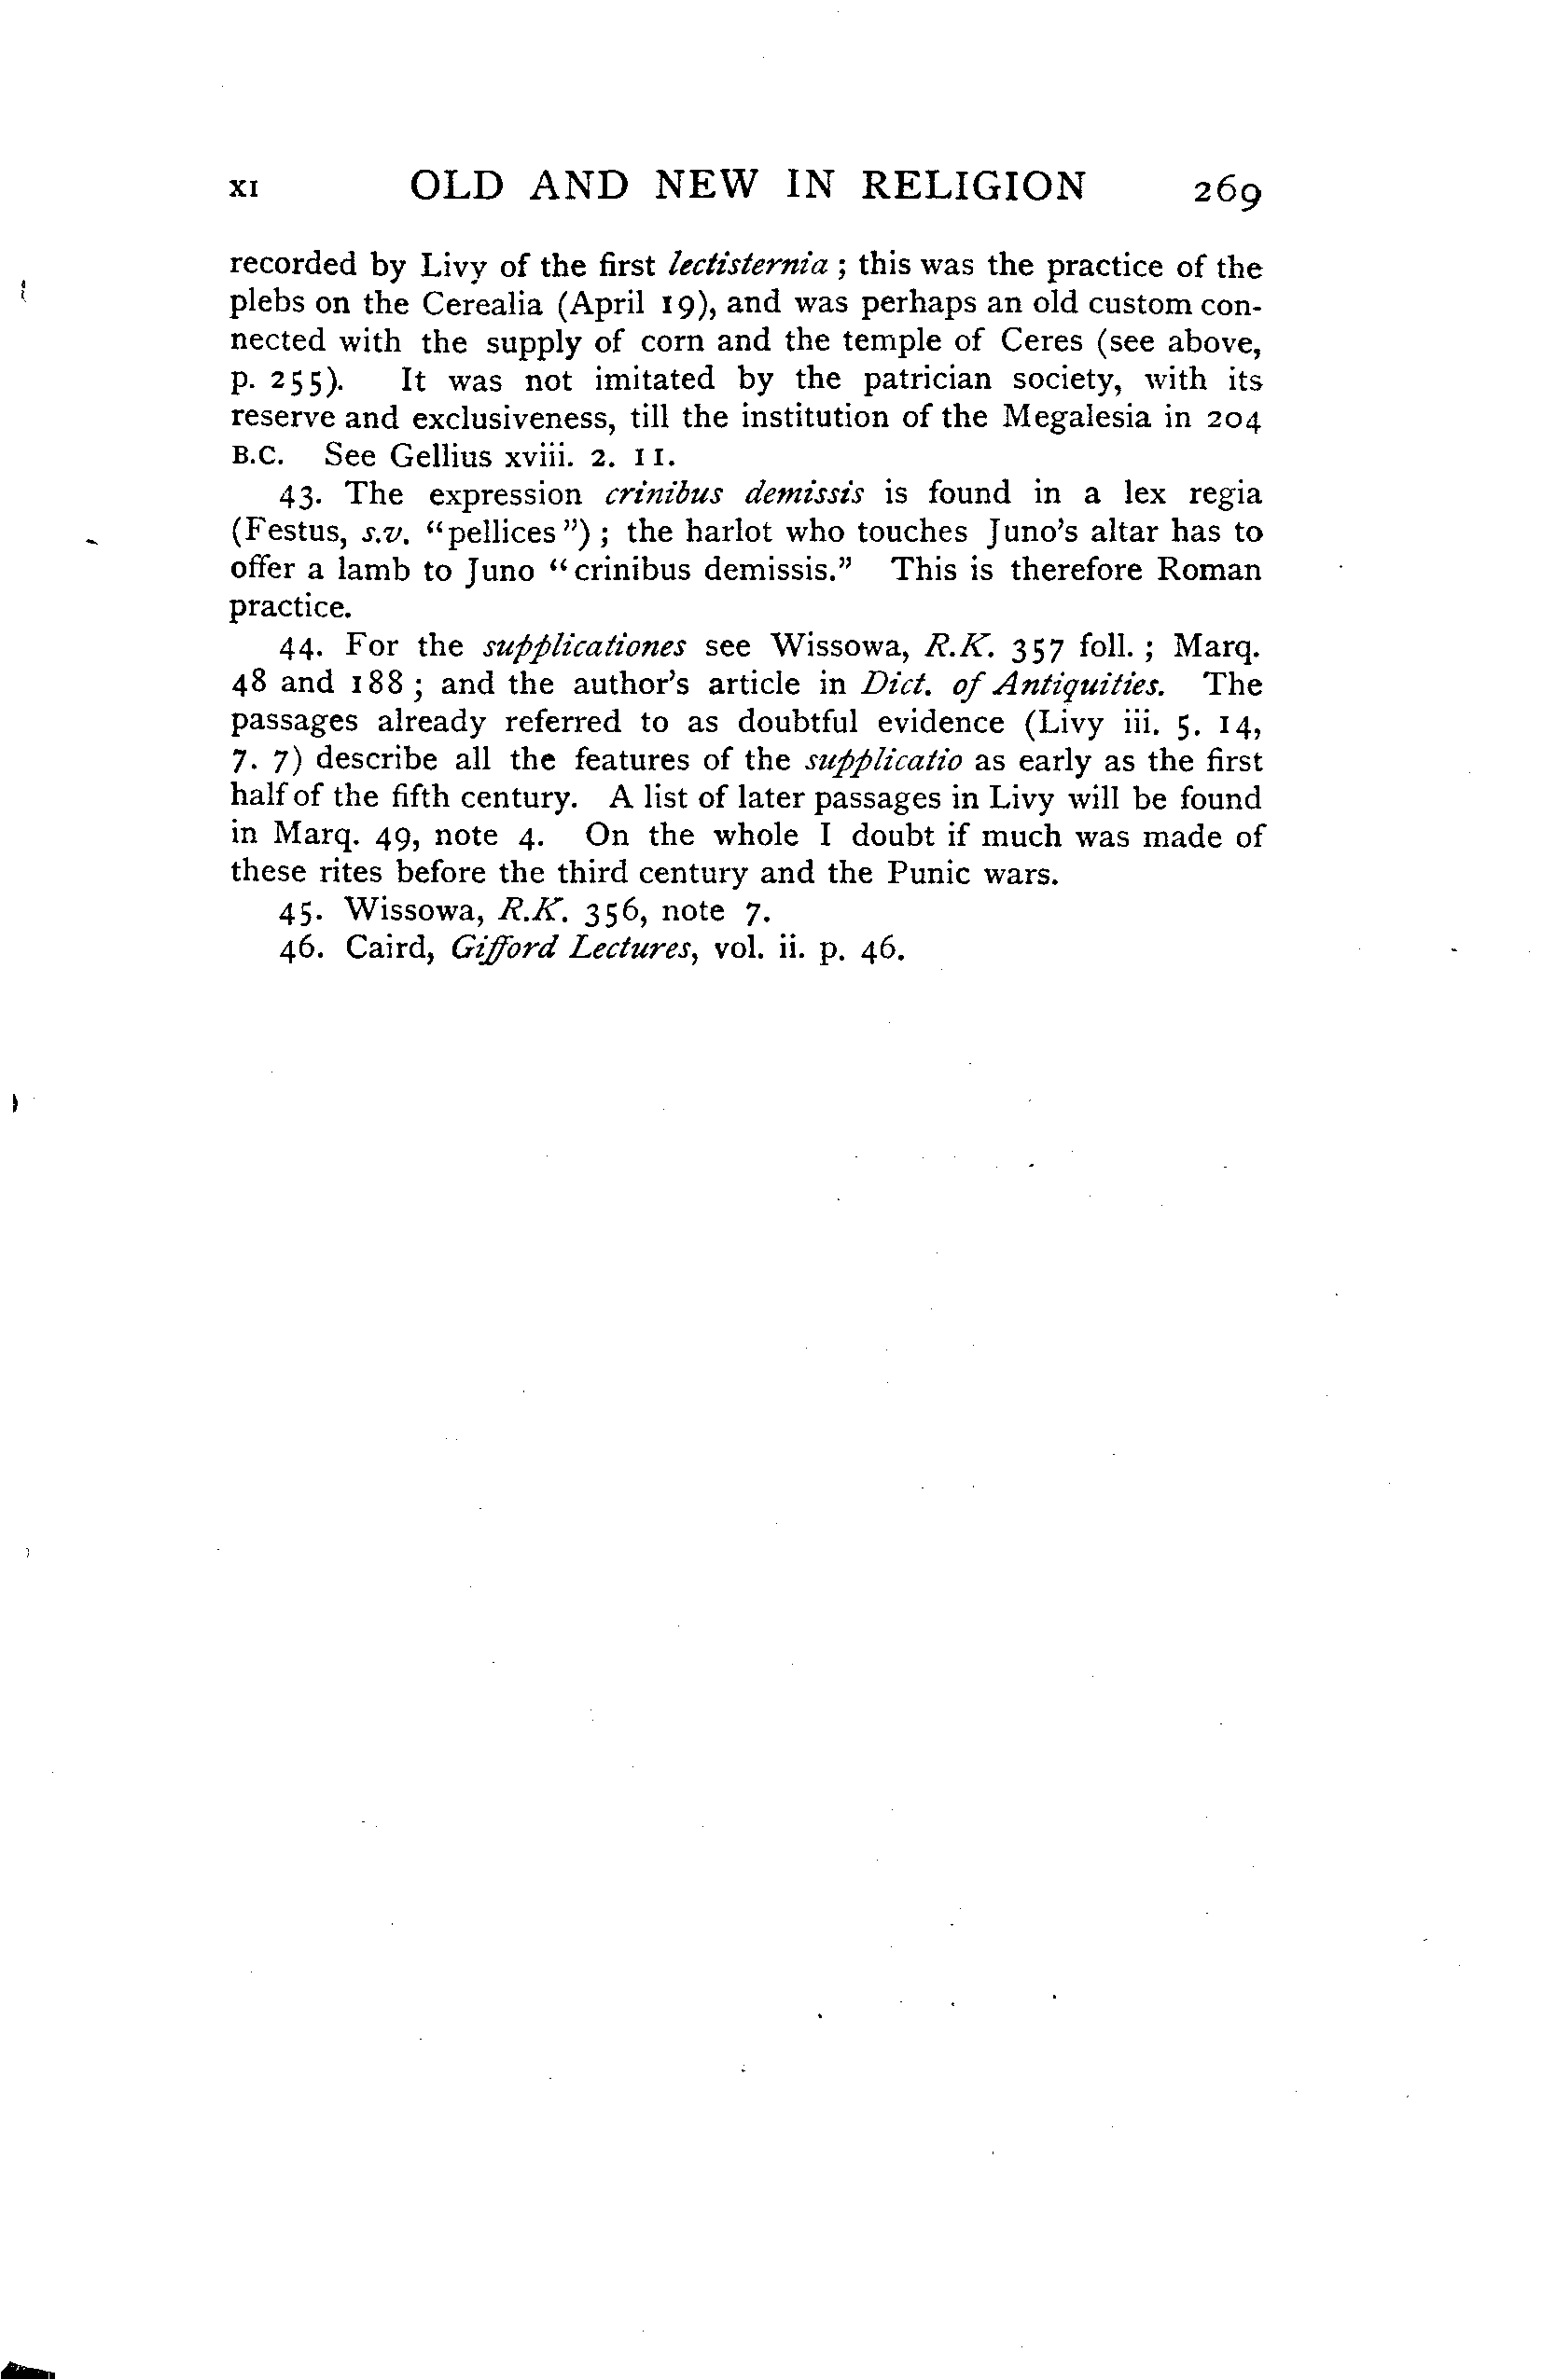 XI OLD AND NEW IN RELIGION 269
recorded by Livy of the first lectisternia ; this was the practice of the
plebs on the Cerealia (April 19), and was perhaps an old custom con-
nected with the supply of corn and the temple of Ceres (see above,
p. 255). It was not imitated by the patrician society, with its
reserve and exclusiveness, till the institution of the Megalesia in 204
B.C. See Gellius xviii. 2. 11.
43. The expression crinibus demissis is found in a lex regia
(Festus, s.v. “pellices”) ; the harlot who touches Juno’s altar has to
offer a lamb to Juno “crinibus demissis.” This is therefore Roman
practice.
44. For the supplicationes see Wissowa, R.K. 357 foll. ; Marq.
48 and 188 ; and the author’s article in Dict. of Antiquities. The
passages already referred to as doubtful evidence (Livy iii. 5. 14,
7. 7) describe all the features of the supplicatio as early as the first
half of the fifth century. A list of later passages in Livy will be found
in Marq. 49, note 4. On the whole I doubt if much was made of
these rites before the third century and the Punic wars.
45. Wissowa, R.K. 356, note 7.
46. Caird, Gifford Lectures, vol. ii. p. 46.